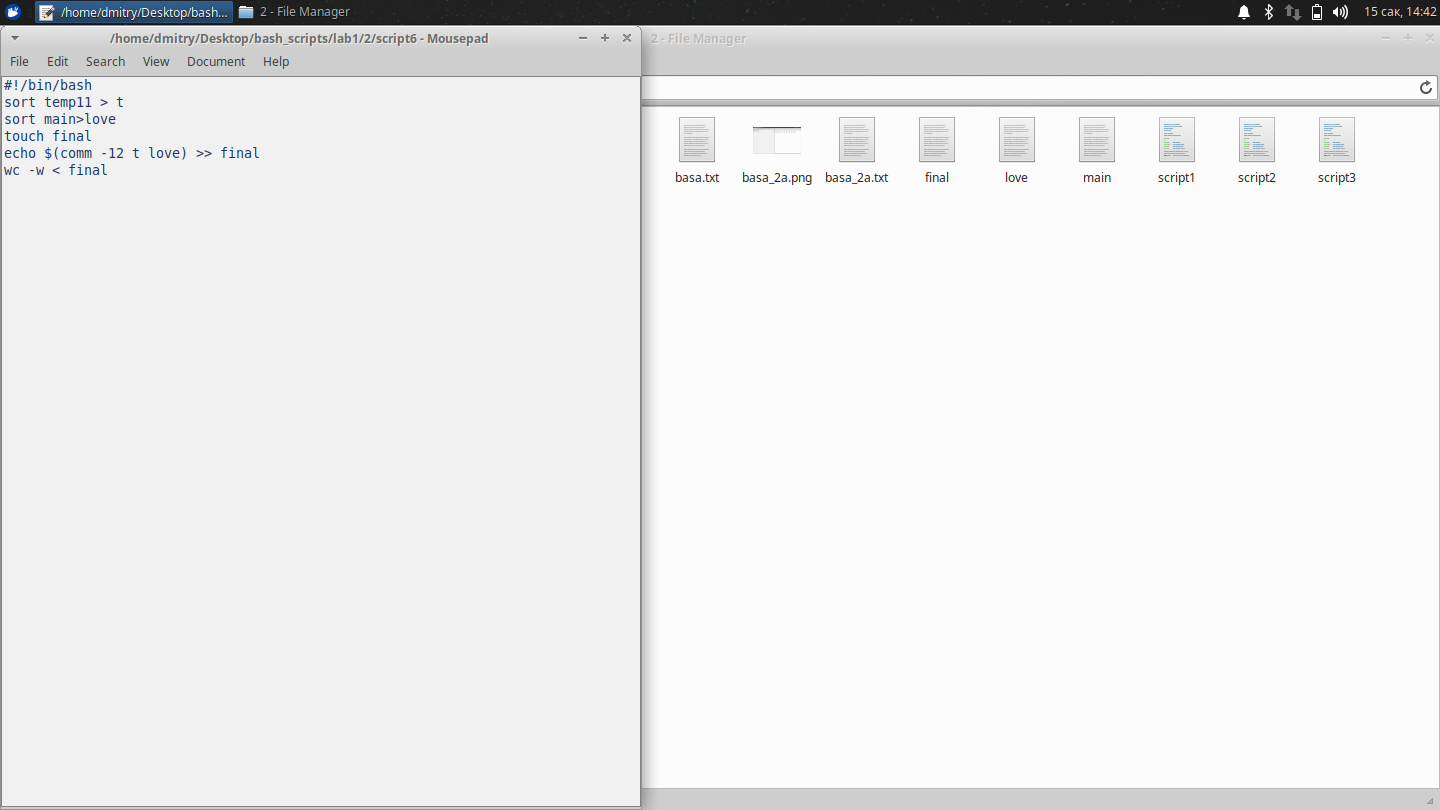 /home/dmitry/Desktop/bash...
2 - File Manager
15 сак, 14:42
/home/dmitry/Desktop/bash_scripts/lab1/2/script6 - Mousepad
2 - File Manager
File Edit Search View Document Help
#!/bin/bash
sort temp11 > t
sort main>love
touch final
echo $(comm -12 t love) >> final
wc -w < final
basa.txt
basa_2a.png
basa_2a.txt
final
love
main
script1
script2
script3